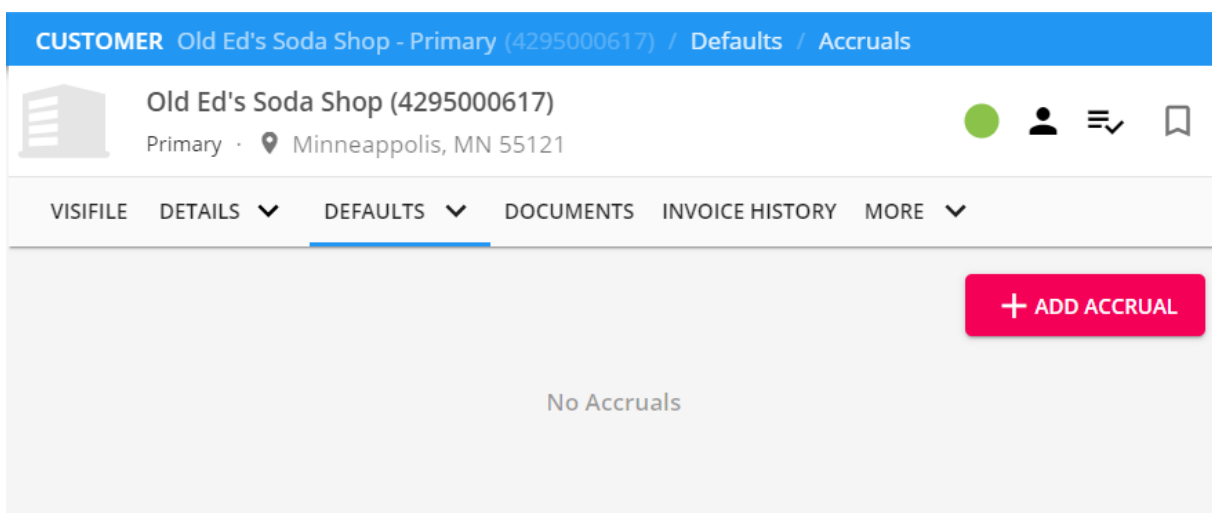 CUSTOMER Old Ed's Soda Shop - Primary (4295000617) / Defaults / Accruals
Old Ed's Soda Shop (4295000617)
Primary · Minneappolis, MN 55121
VISIFILE DETAILS DEFAULTS DOCUMENTS INVOICE HISTORY MORE
+ ADD ACCRUAL
No Accruals